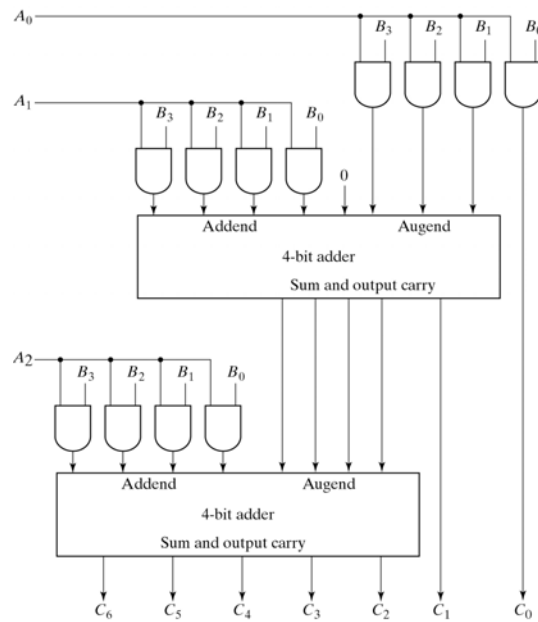 A0
B3 B2 B1 B0
A1
B3 B2 B1 B0
0
Addend Augend
4-bit adder
Sum and output carry
A2
B3 B2 B1 B0
Addend Augend
4-bit adder
Sum and output carry
C6 C5 C4 C3 C2 C1 C0